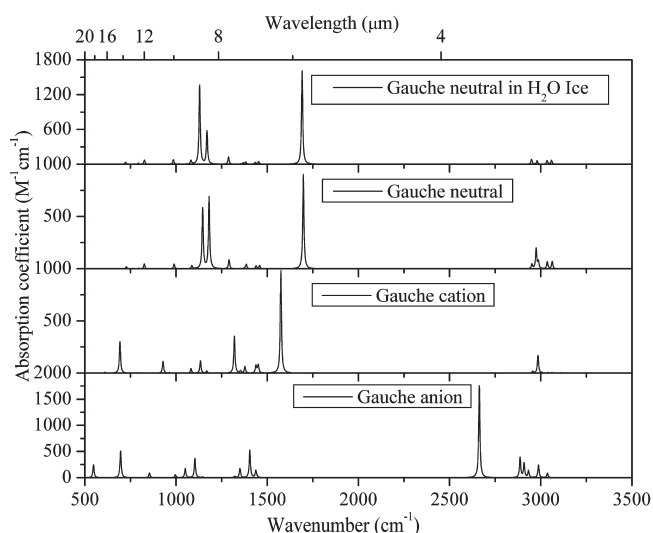 Wavelength (μm)
20 16 12 8 4
Absorption coefficient (M⁻¹cm⁻¹)
1800
1200
600
1000
500
1000
500
2000
1500
1000
500
0
Gauche neutral in H₂O Ice
Gauche neutral
Gauche cation
Gauche anion
500 1000 1500 2000 2500 3000 3500
Wavenumber (cm⁻¹)